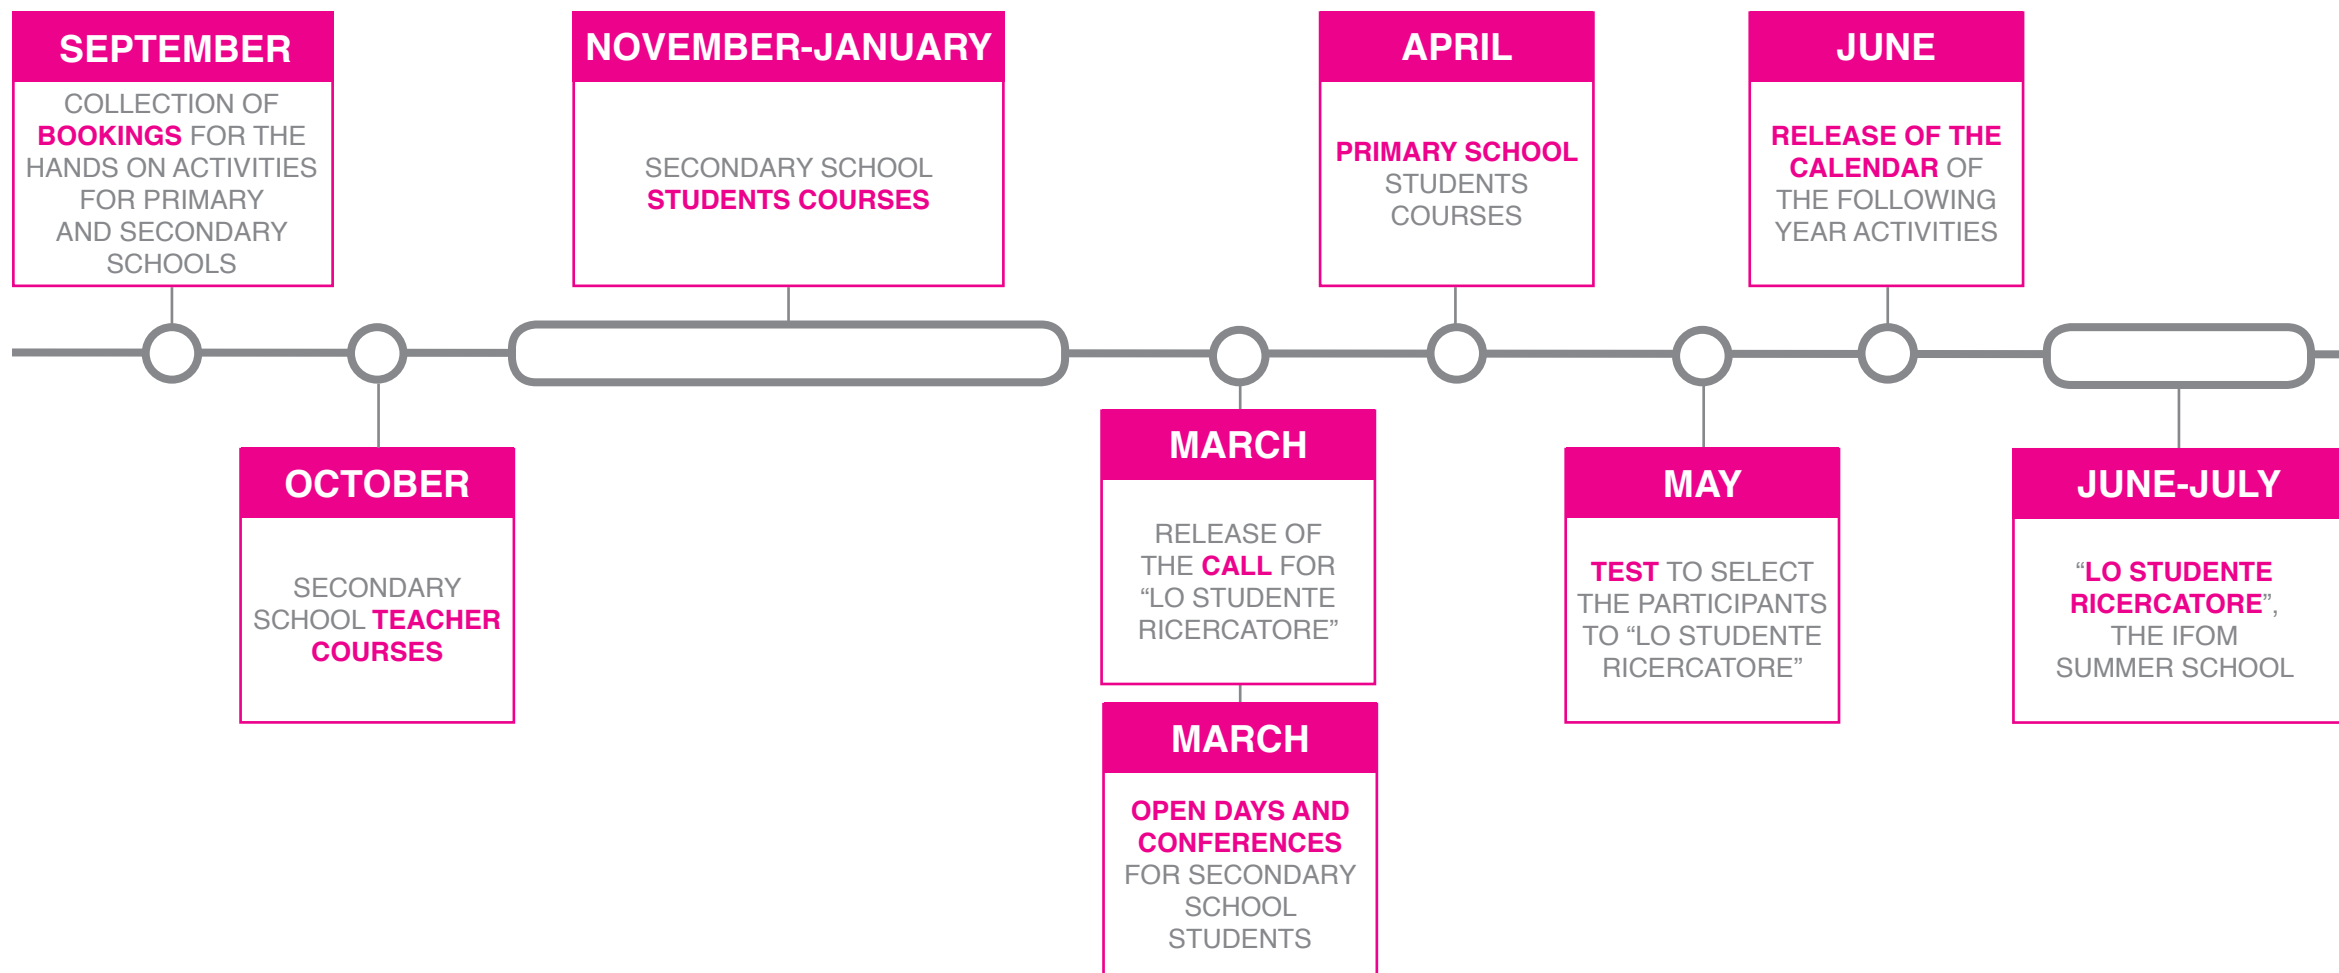 SEPTEMBER
COLLECTION OF
BOOKINGS FOR THE
HANDS ON ACTIVITIES
FOR PRIMARY
AND SECONDARY
SCHOOLS
OCTOBER
SECONDARY
SCHOOL TEACHER
COURSES
NOVEMBER-JANUARY
SECONDARY SCHOOL
STUDENTS COURSES
MARCH
RELEASE OF
THE CALL FOR
“LO STUDENTE
RICERCATORE”
MARCH
OPEN DAYS AND
CONFERENCES
FOR SECONDARY
SCHOOL
STUDENTS
APRIL
PRIMARY SCHOOL
STUDENTS
COURSES
MAY
TEST TO SELECT
THE PARTICIPANTS
TO “LO STUDENTE
RICERCATORE”
JUNE
RELEASE OF THE
CALENDAR OF
THE FOLLOWING
YEAR ACTIVITIES
JUNE-JULY
“LO STUDENTE
RICERCATORE”,
THE IFOM
SUMMER SCHOOL